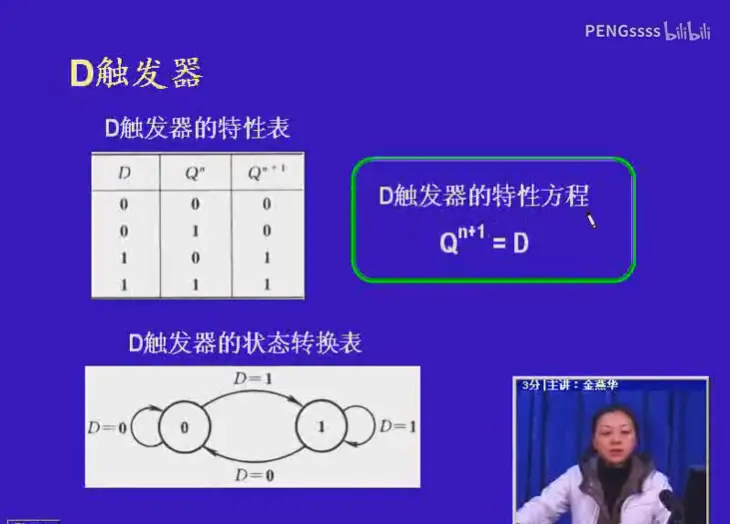 PENGssss bilibili
D触发器
D触发器的特性表
D Qⁿ Qⁿ⁺¹
0 0 0
0 1 0
1 0 1
1 1 1
D触发器的特性方程
Qⁿ⁺¹ = D
D触发器的状态转换表
D=1
D=0 0 1 D=1
D=0
3分|主讲：金燕华